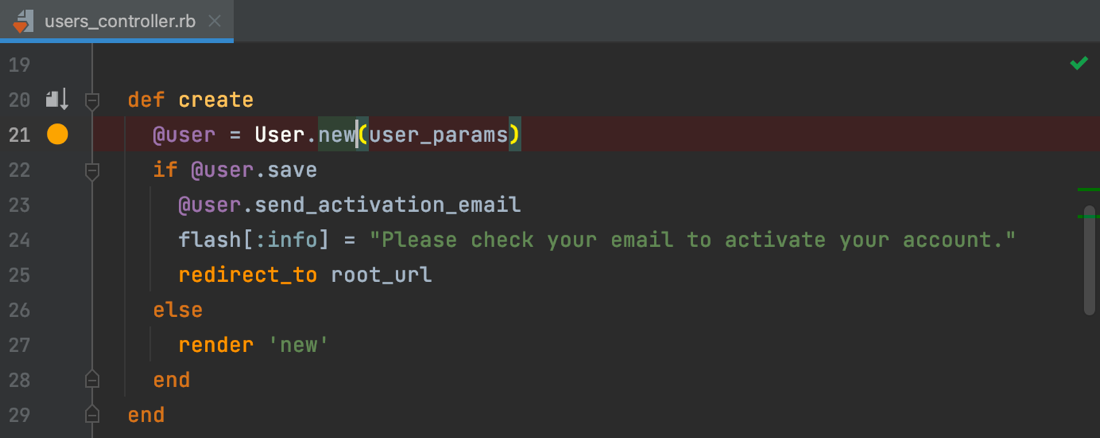 users_controller.rb
19
20 def create
21 @user = User.new(user_params)
22 if @user.save
23 @user.send_activation_email
24 flash[:info] = "Please check your email to activate your account."
25 redirect_to root_url
26 else
27 render 'new'
28 end
29 end